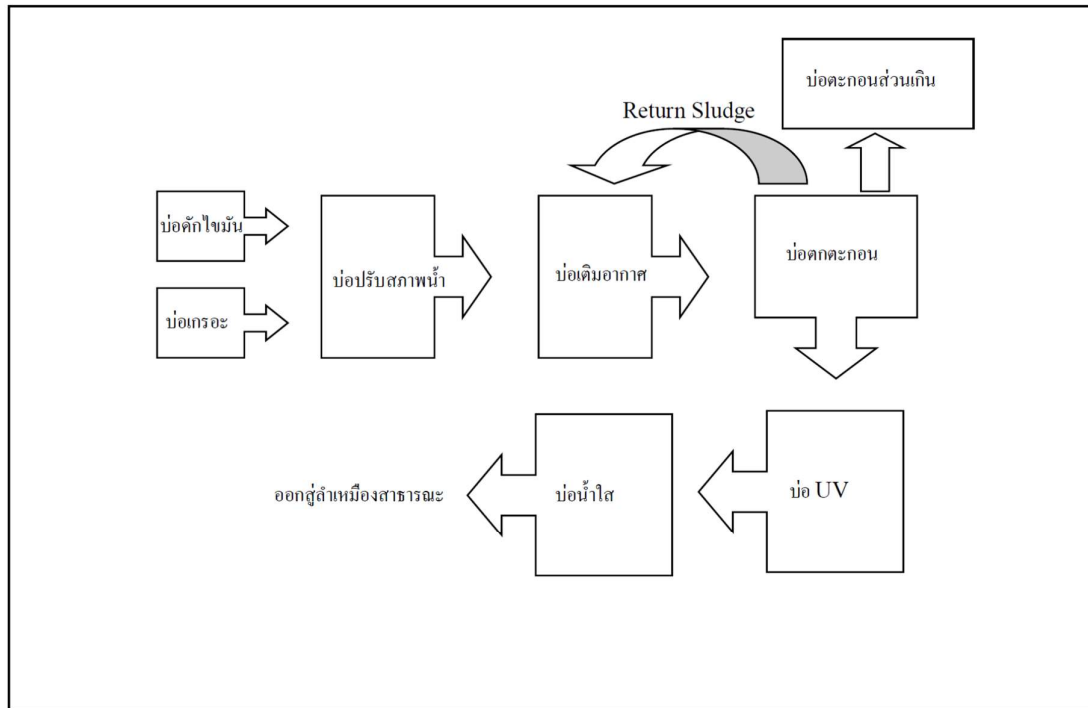 บ่อตะกอนส่วนเกิน
Return Sludge
บ่อดักไขมัน
บ่อปรับสภาพน้ำ
บ่อเติมอากาศ
บ่อตกตะกอน
บ่อเกรอะ
ออกสู่ลำเหมืองสาธารณะ
บ่อน้ำใส
บ่อ UV